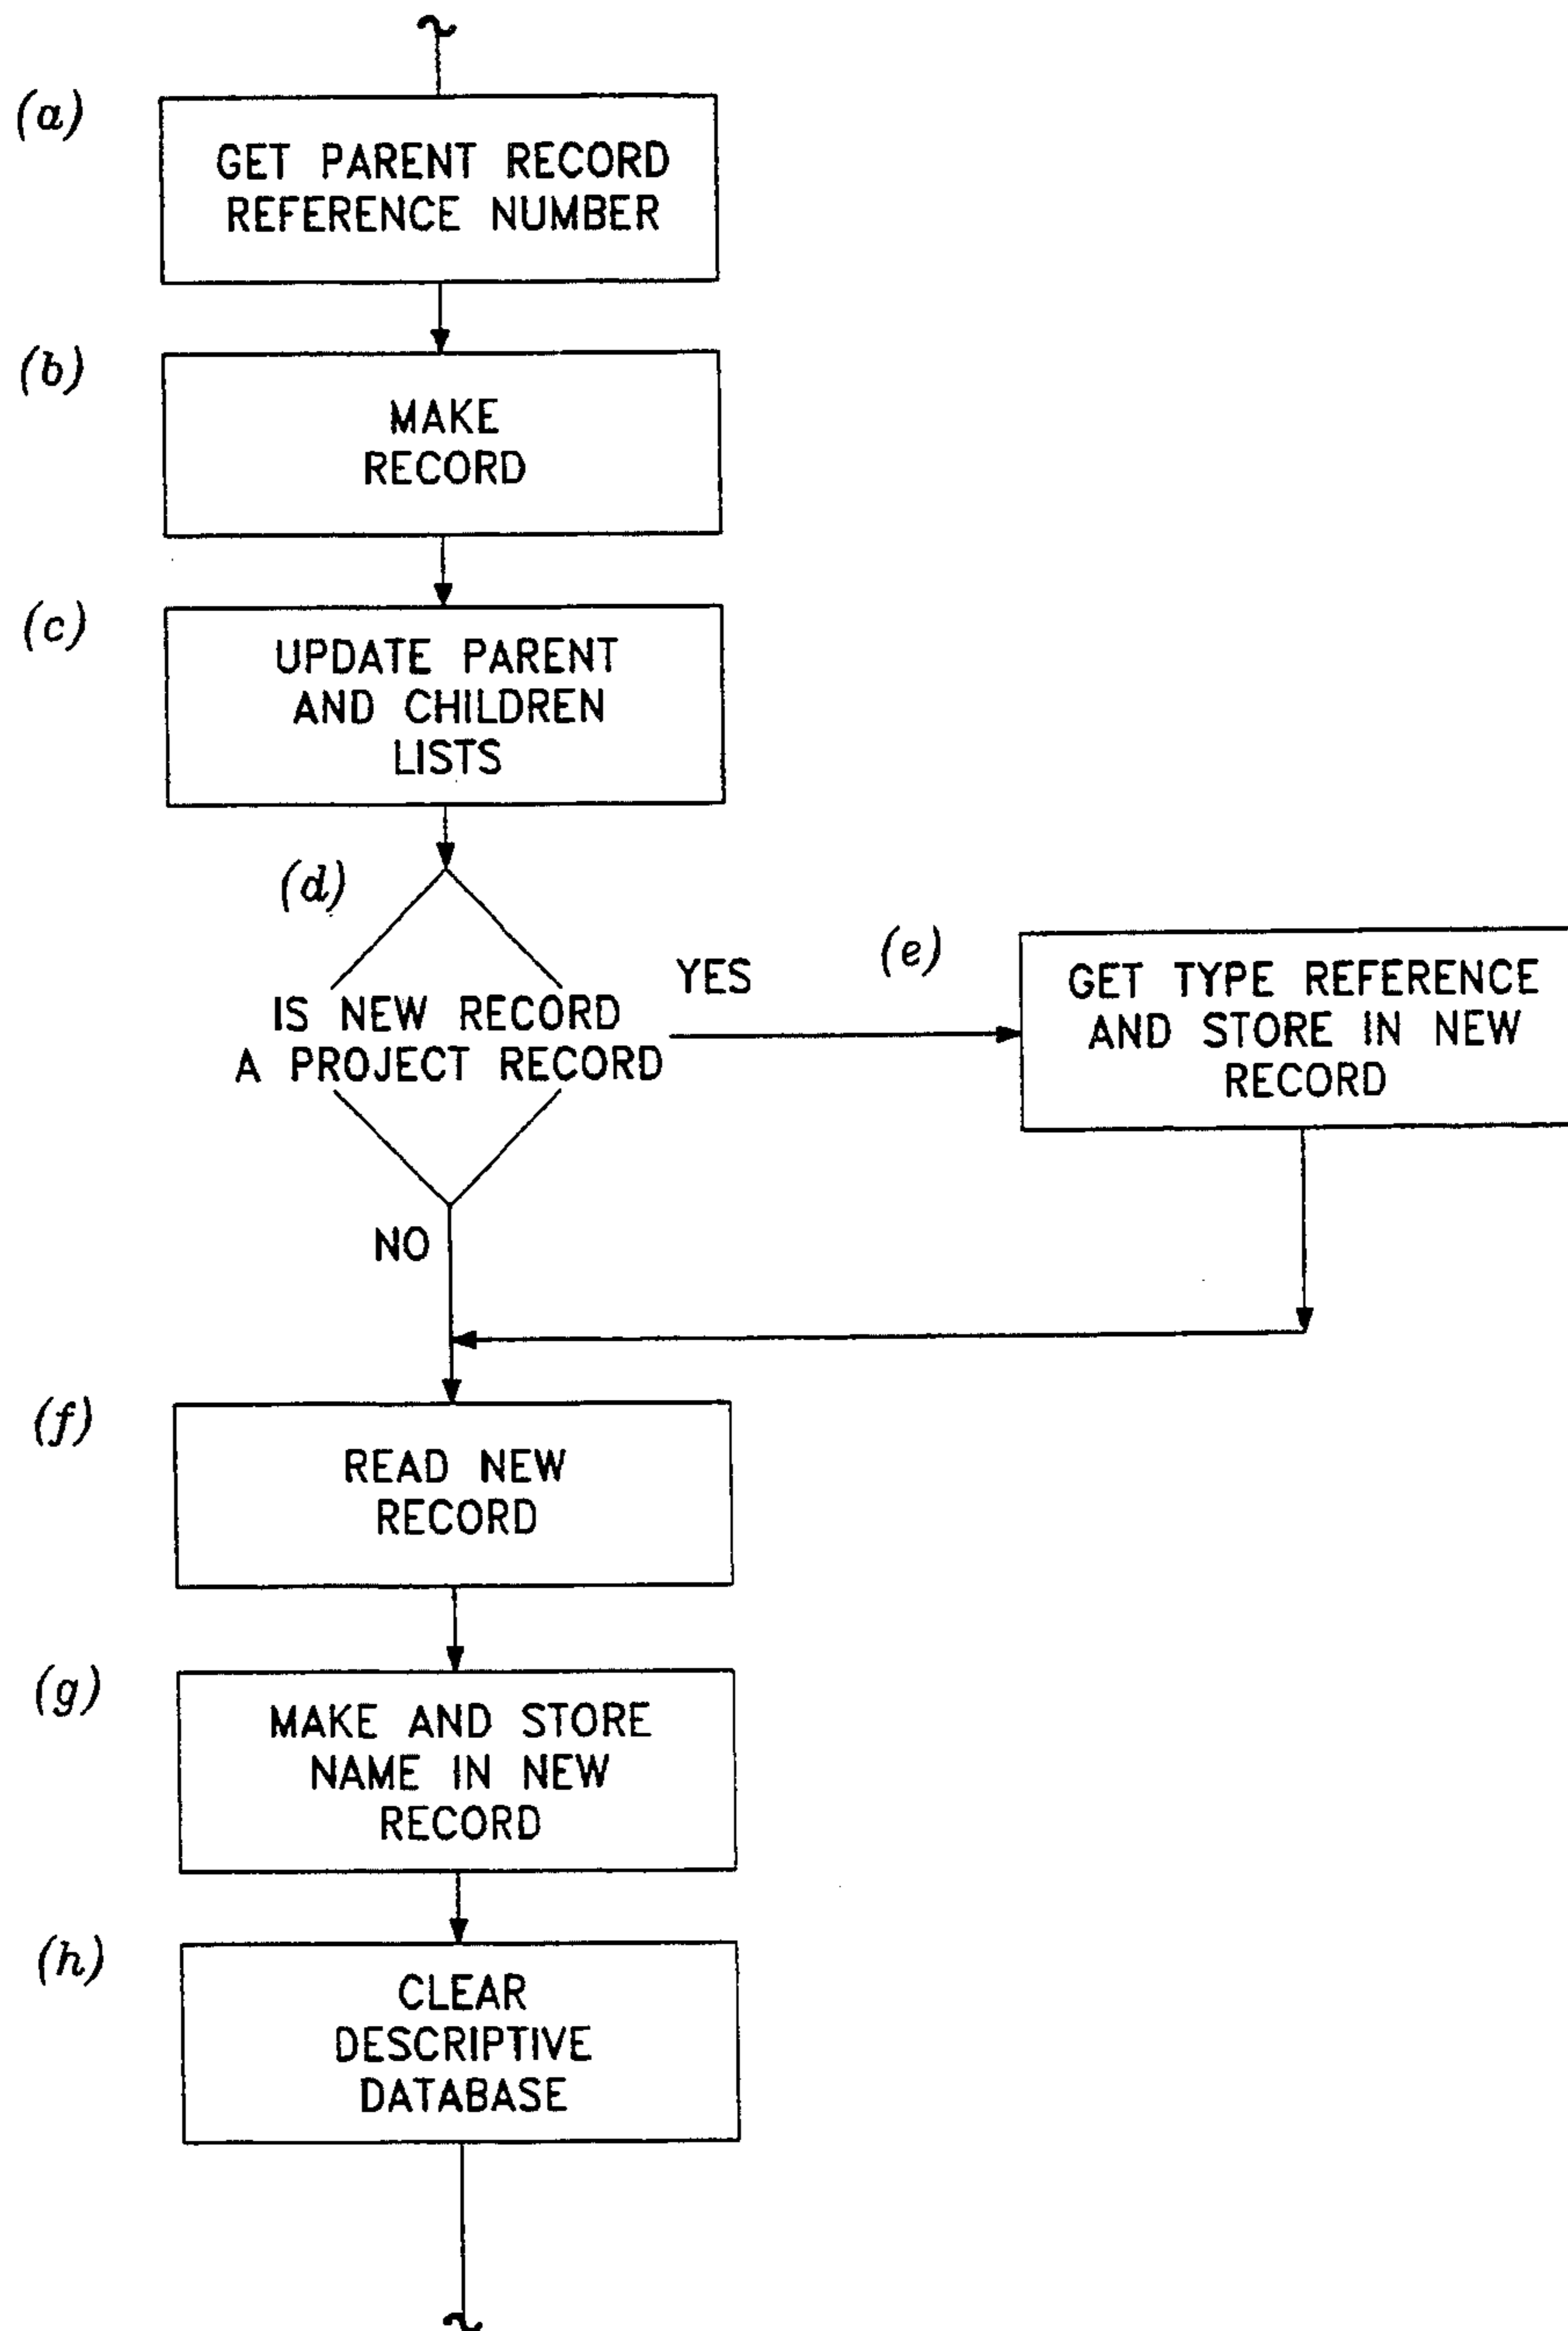 (a)
GET PARENT RECORD
REFERENCE NUMBER
(b)
MAKE
RECORD
(c)
UPDATE PARENT
AND CHILDREN
LISTS
(d)
IS NEW RECORD
A PROJECT RECORD
YES
(e)
GET TYPE REFERENCE
AND STORE IN NEW
RECORD
NO
(f)
READ NEW
RECORD
(g)
MAKE AND STORE
NAME IN NEW
RECORD
(h)
CLEAR
DESCRIPTIVE
DATABASE